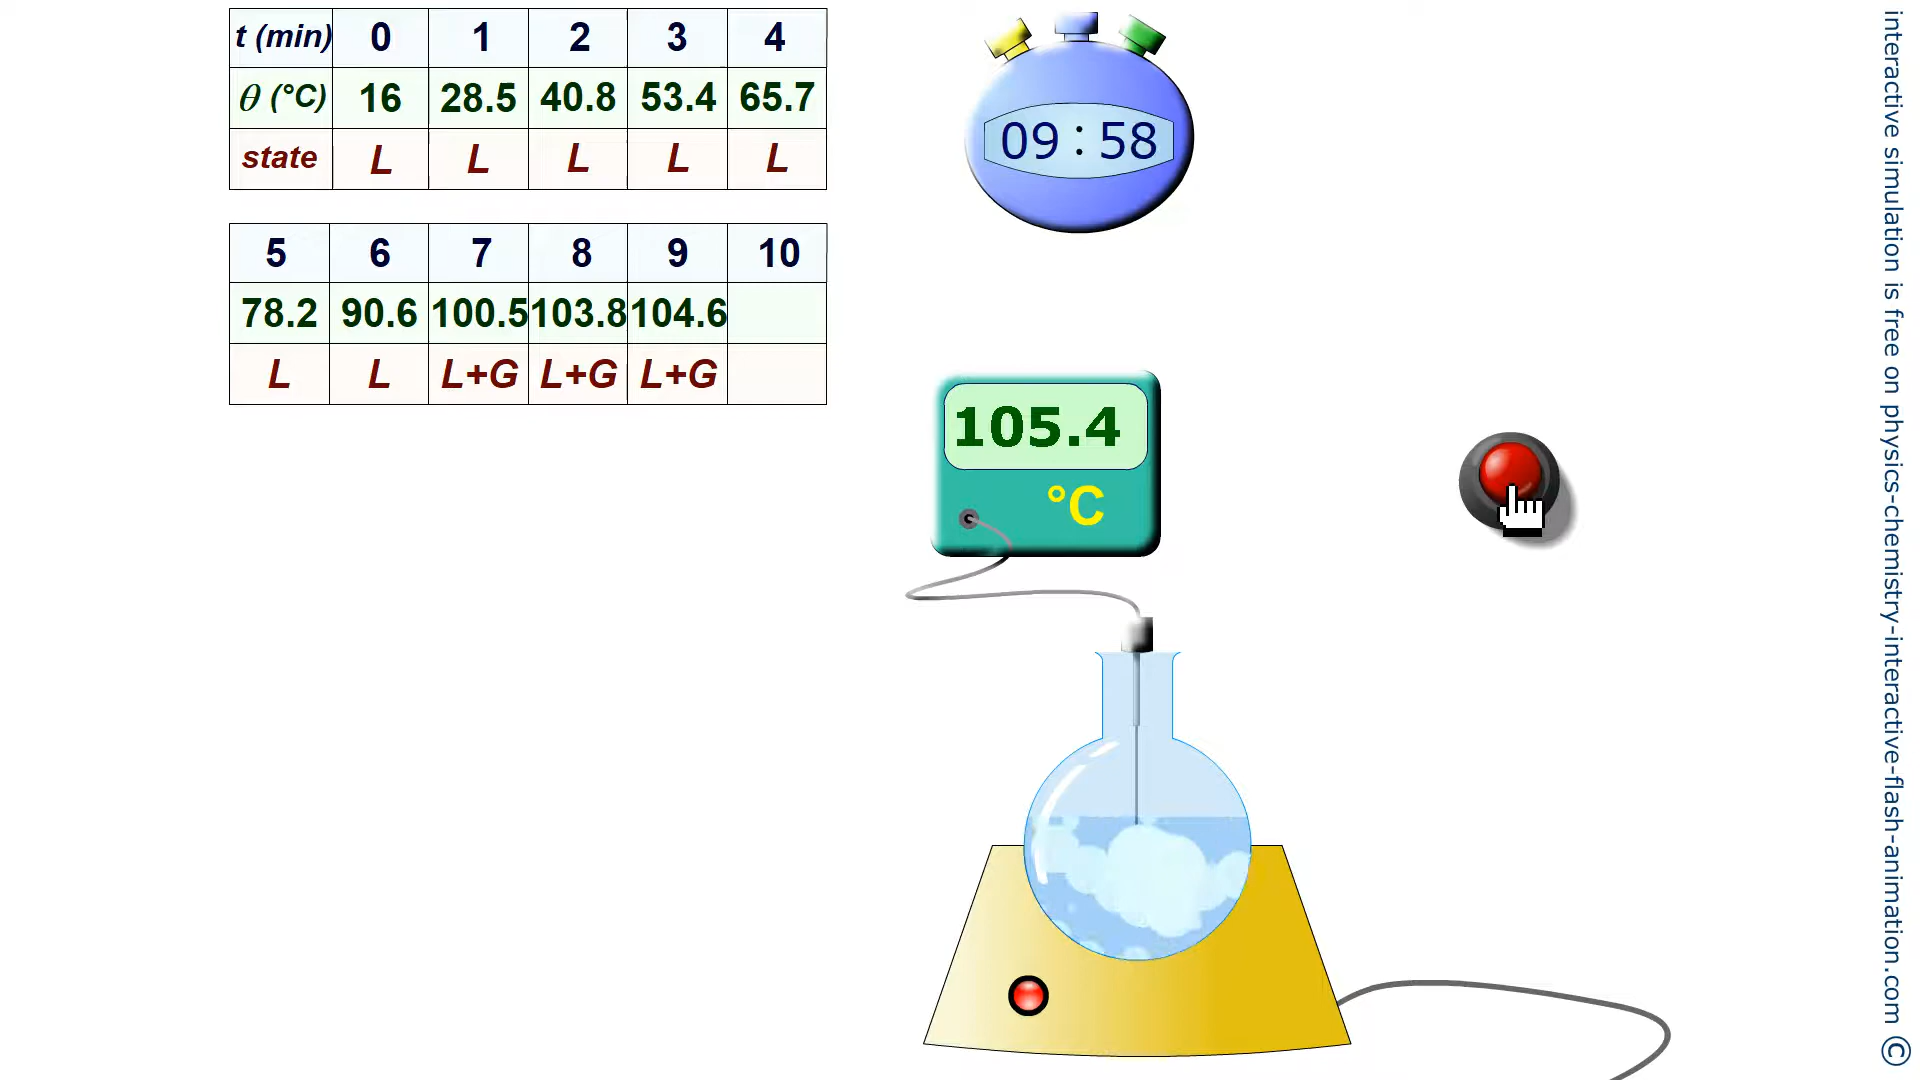 t (min) 0 1 2 3 4
θ (°C) 16 28.5 40.8 53.4 65.7
state L L L L L
5 6 7 8 9 10
78.2 90.6 100.5 103.8 104.6
L L L+G L+G L+G
09:58
105.4
°C
interactive simulation is free on physics-chemistry-interactive-flash-animation.com ©